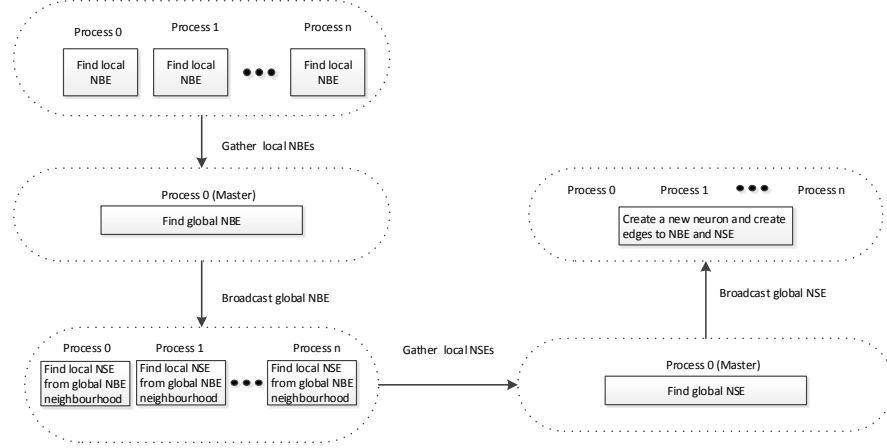 Process 0
Process 1
Process n
Find local
NBE
Find local
NBE
Find local
NBE
Gather local NBEs
Process 0 (Master)
Find global NBE
Broadcast global NBE
Process 0
Process 1
Process n
Find local NSE
from global NBE
neighbourhood
Find local NSE
from global NBE
neighbourhood
Find local NSE
from global NBE
neighbourhood
Gather local NSEs
Process 0 (Master)
Find global NSE
Broadcast global NSE
Process 0
Process 1
Process n
Create a new neuron and create
edges to NBE and NSE